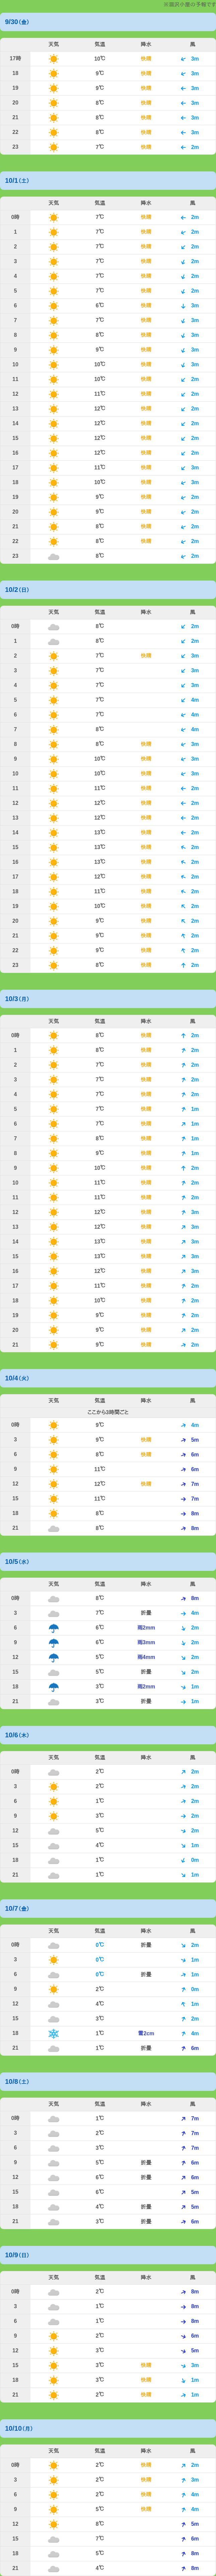 9/30(金)
天気 気温 降水 風
17時 10℃ 快晴 3m
18 9℃ 快晴 3m
19 9℃ 快晴 3m
20 8℃ 快晴 3m
21 8℃ 快晴 3m
22 8℃ 快晴 3m
23 7℃ 快晴 2m
10/1(土)
天気 気温 降水 風
0時 7℃ 快晴 2m
1 7℃ 快晴 2m
2 7℃ 快晴 2m
3 7℃ 快晴 2m
4 7℃ 快晴 2m
5 7℃ 快晴 2m
6 6℃ 快晴 3m
7 7℃ 快晴 3m
8 8℃ 快晴 3m
9 9℃ 快晴 3m
10 10℃ 快晴 3m
11 10℃ 快晴 2m
12 11℃ 快晴 2m
13 12℃ 快晴 2m
14 12℃ 快晴 2m
15 12℃ 快晴 2m
16 12℃ 快晴 2m
17 11℃ 快晴 3m
18 10℃ 快晴 3m
19 9℃ 快晴 2m
20 9℃ 快晴 2m
21 8℃ 快晴 2m
22 8℃ 快晴 2m
23 8℃ 2m
10/2(日)
天気 気温 降水 風
0時 8℃ 2m
1 8℃ 2m
2 7℃ 快晴 3m
3 7℃ 3m
4 7℃ 3m
5 7℃ 4m
6 7℃ 4m
7 8℃ 4m
8 8℃ 快晴 3m
9 10℃ 快晴 3m
10 10℃ 快晴 3m
11 11℃ 快晴 2m
12 12℃ 快晴 2m
13 12℃ 快晴 2m
14 13℃ 快晴 2m
15 13℃ 快晴 2m
16 13℃ 快晴 2m
17 12℃ 快晴 2m
18 11℃ 快晴 2m
19 10℃ 快晴 2m
20 9℃ 快晴 2m
21 9℃ 快晴 2m
22 9℃ 快晴 2m
23 8℃ 快晴 2m
10/3(月)
天気 気温 降水 風
0時 8℃ 快晴 2m
1 8℃ 快晴 2m
2 7℃ 快晴 2m
3 7℃ 快晴 2m
4 7℃ 快晴 2m
5 7℃ 快晴 1m
6 7℃ 快晴 1m
7 8℃ 快晴 1m
8 9℃ 快晴 1m
9 10℃ 快晴 2m
10 11℃ 快晴 2m
11 11℃ 快晴 2m
12 12℃ 快晴 3m
13 12℃ 快晴 3m
14 13℃ 快晴 3m
15 13℃ 快晴 3m
16 12℃ 快晴 3m
17 11℃ 快晴 2m
18 10℃ 快晴 2m
19 9℃ 快晴 2m
20 9℃ 快晴 2m
21 9℃ 快晴 2m
10/4(火)
天気 気温 降水 風
ここから3時間ごと
0時 9℃ 4m
3 9℃ 快晴 5m
6 8℃ 快晴 6m
9 11℃ 6m
12 12℃ 快晴 7m
15 11℃ 7m
18 8℃ 8m
21 8℃ 8m
10/5(水)
天気 気温 降水 風
0時 8℃ 8m
3 7℃ 折畳 4m
6 6℃ 雨2mm 2m
9 6℃ 雨3mm 2m
12 5℃ 雨4mm 2m
15 5℃ 折畳 2m
18 3℃ 雨2mm 1m
21 3℃ 折畳 1m
10/6(木)
天気 気温 降水 風
0時 2℃ 2m
3 2℃ 2m
6 1℃ 2m
9 3℃ 2m
12 5℃ 2m
15 4℃ 1m
18 1℃ 0m
21 1℃ 1m
10/7(金)
天気 気温 降水 風
0時 0℃ 折畳 2m
3 0℃ 1m
6 0℃ 折畳 1m
9 2℃ 0m
12 4℃ 1m
15 3℃ 2m
18 1℃ 雪2cm 4m
21 1℃ 折畳 6m
10/8(土)
天気 気温 降水 風
0時 1℃ 7m
3 2℃ 7m
6 3℃ 7m
9 5℃ 折畳 6m
12 6℃ 折畳 6m
15 6℃ 5m
18 4℃ 折畳 5m
21 3℃ 折畳 6m
10/9(日)
天気 気温 降水 風
0時 2℃ 8m
3 1℃ 8m
6 1℃ 8m
9 2℃ 6m
12 3℃ 5m
15 3℃ 快晴 3m
18 3℃ 快晴 1m
21 2℃ 快晴 1m
10/10(月)
天気 気温 降水 風
0時 2℃ 快晴 2m
3 2℃ 快晴 3m
6 2℃ 快晴 4m
9 5℃ 快晴 4m
12 8℃ 5m
15 7℃ 6m
18 5℃ 8m
21 4℃ 8m